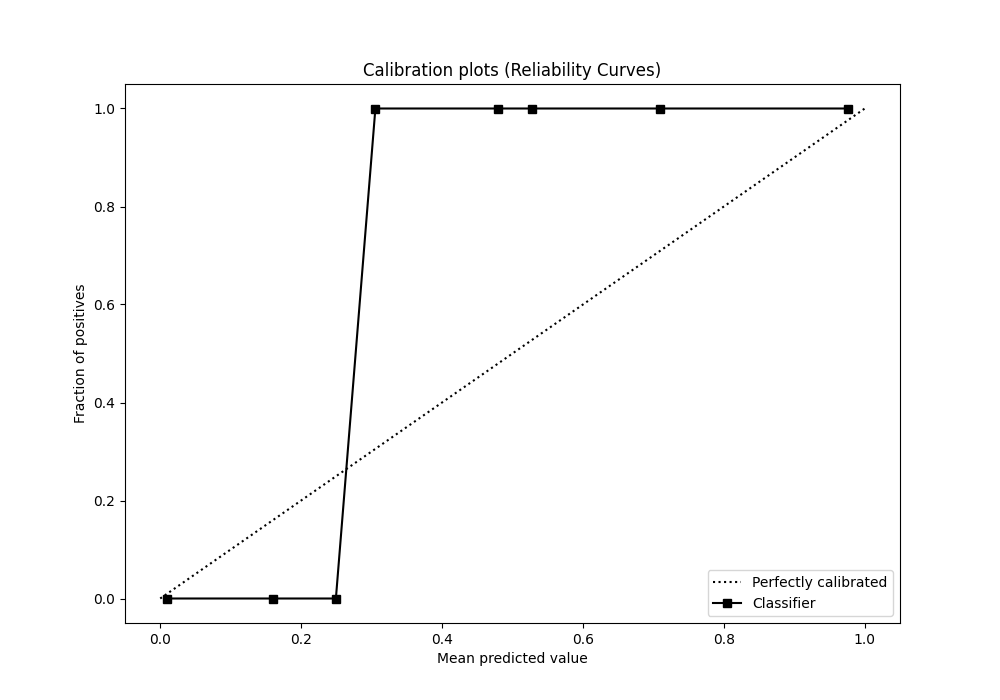 Calibration plots (Reliability Curves)
1.0
0.8
0.6
0.4
0.2
0.0
Fraction of positives
Perfectly calibrated
Classifier
0.0 0.2 0.4 0.6 0.8 1.0
Mean predicted value